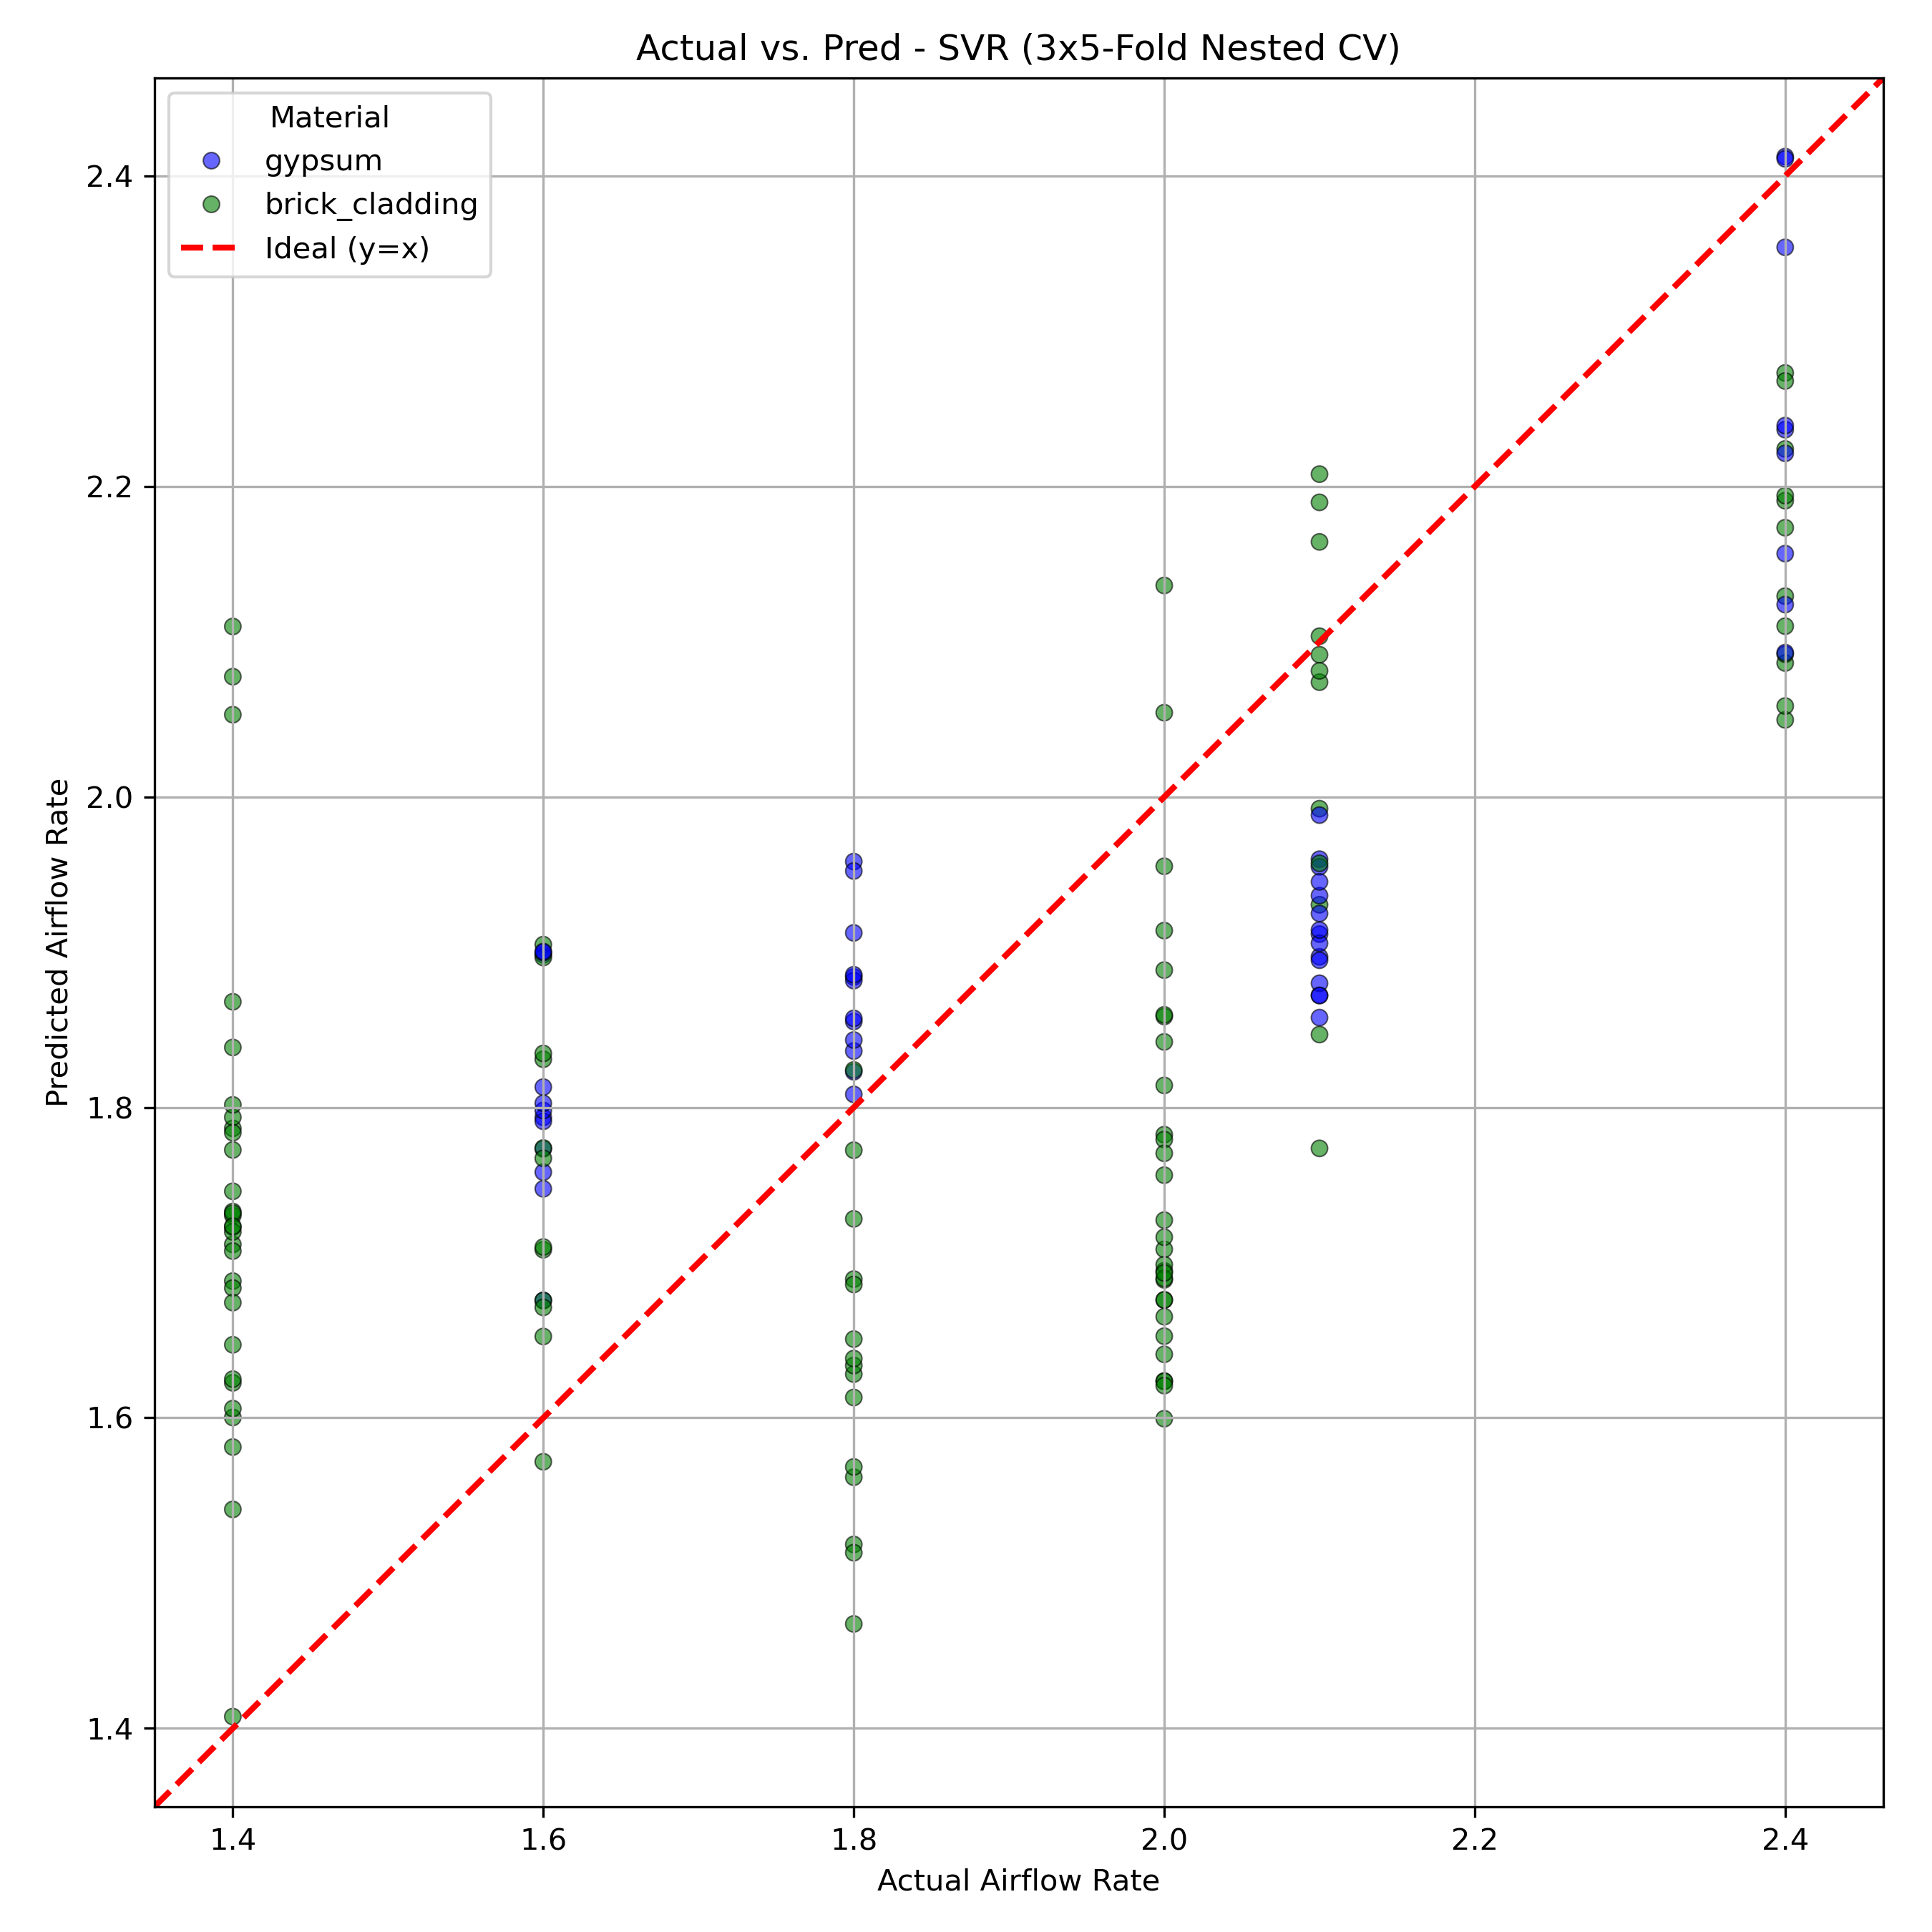 Actual vs. Pred - SVR (3x5-Fold Nested CV)
Material
gypsum
brick_cladding
Ideal (y=x)
2.4
2.2
2.0
1.8
1.6
1.4
Predicted Airflow Rate
1.4 1.6 1.8 2.0 2.2 2.4
Actual Airflow Rate